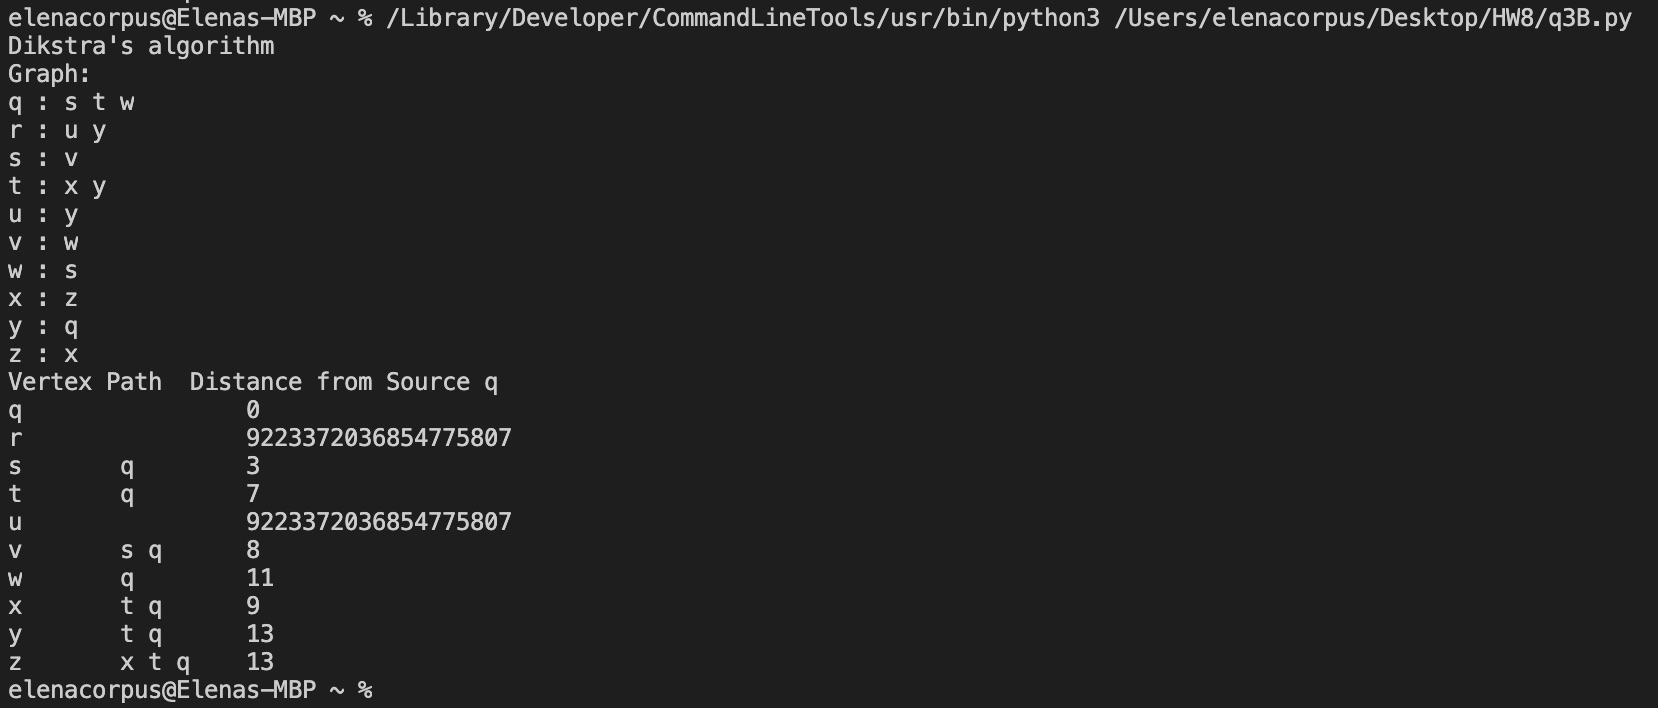 elenacorpus@Elenas-MBP ~ % /Library/Developer/CommandLineTools/usr/bin/python3 /Users/elenacorpus/Desktop/HW8/q3B.py
Dikstra's algorithm
Graph:
q : s t w
r : u y
s : v
t : x y
u : y
v : w
w : s
x : z
y : q
z : x
Vertex Path  Distance from Source q
q                0
r                9223372036854775807
s       q        3
t       q        7
u                9223372036854775807
v       s q      8
w       q        11
x       t q      9
y       t q      13
z       x t q    13
elenacorpus@Elenas-MBP ~ %